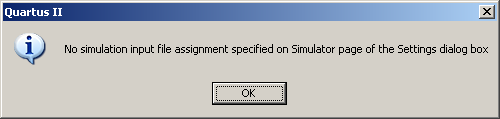 Quartus II
No simulation input file assignment specified on Simulator page of the Settings dialog box
OK